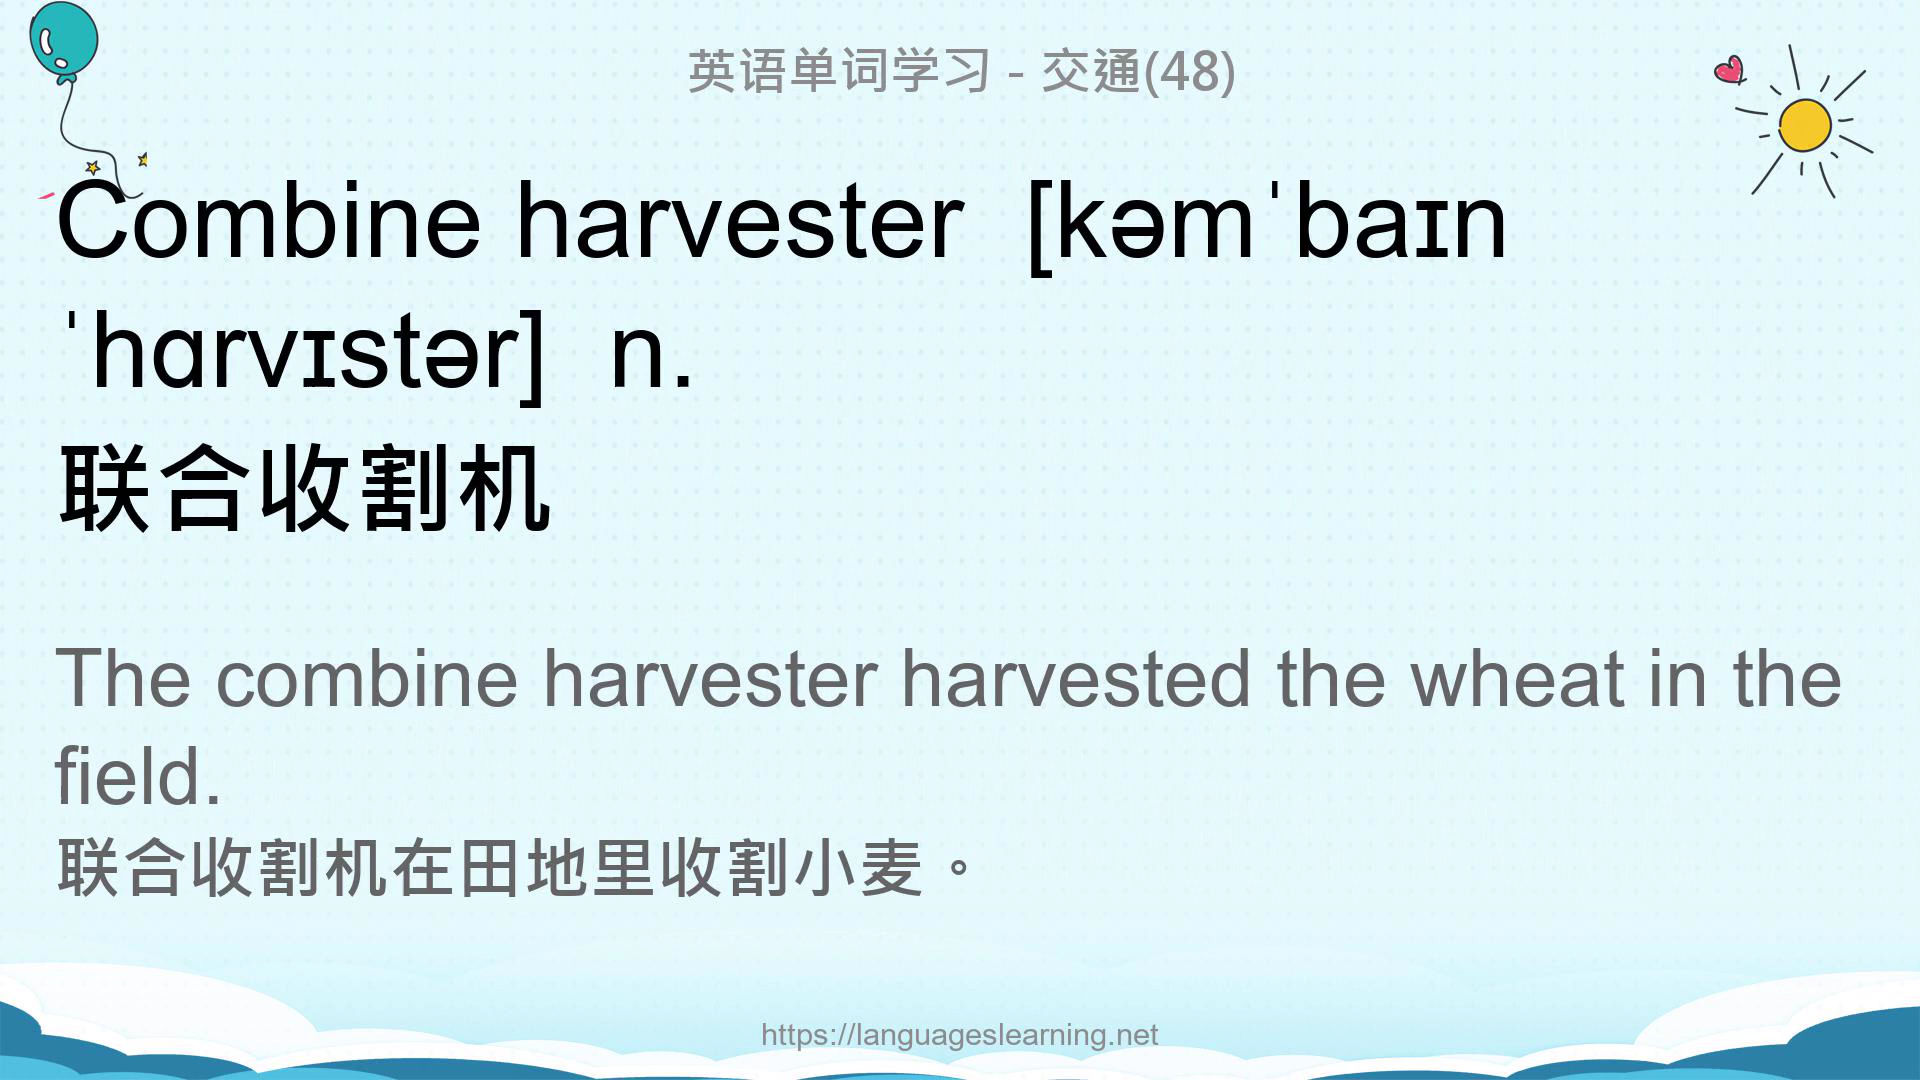 英语单词学习 - 交通(48)
Combine harvester  [kəmˈbaɪn
ˈhɑrvɪstər]  n.
联合收割机
The combine harvester harvested the wheat in the
field.
联合收割机在田地里收割小麦。
https://languageslearning.net